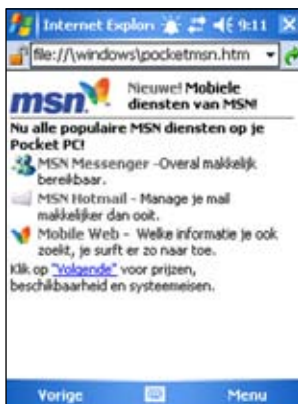 Internet Explor 9:11
file://\windows\pocketmsn.htm
msn
Nieuwe! Mobiele
diensten van MSN!
Nu alle populaire MSN diensten op je
Pocket PC!
MSN Messenger -Overal makkelijk
bereikbaar.
MSN Hotmail - Manage je mail
makkelijker dan ooit.
Mobile Web - Welke informatie je ook
zoekt, je surft er zo naar toe.
Klik op "Volgende" voor prijzen,
beschikbaarheid en systeemeisen.
Vorige Menu